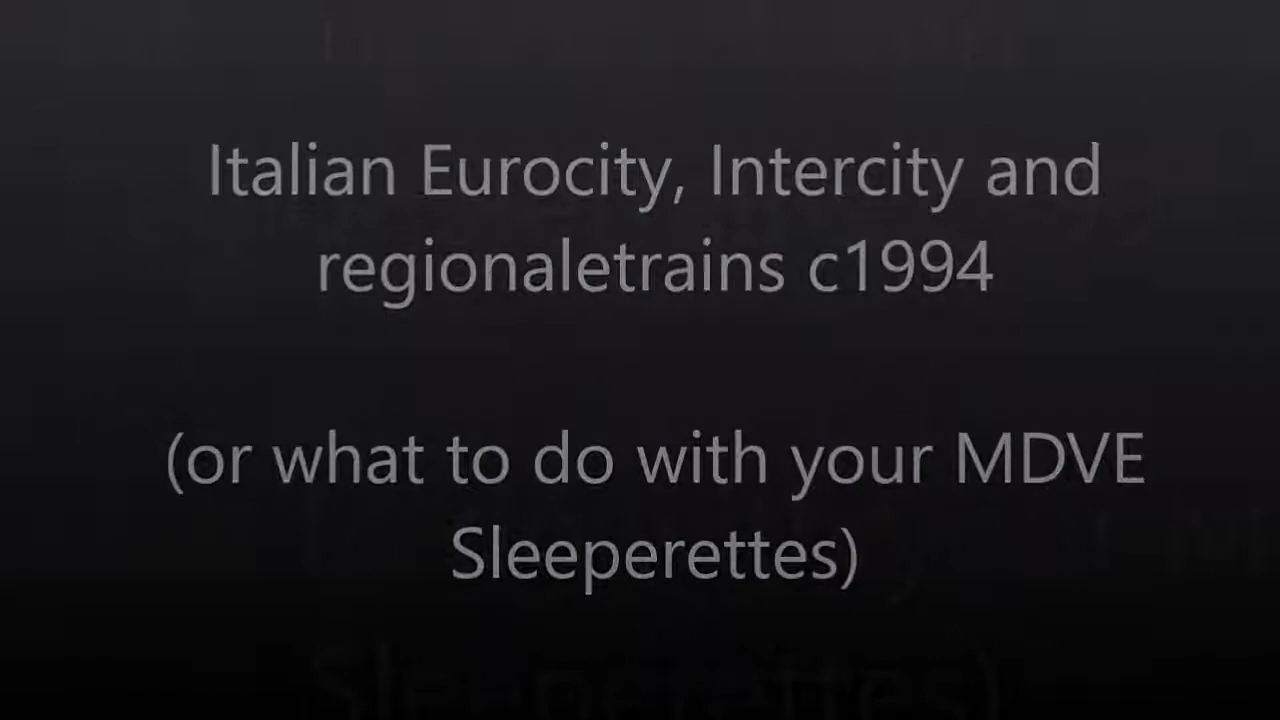 Italian Eurocity, Intercity and
regionaletrains c1994
(or what to do with your MDVE
Sleeperettes)